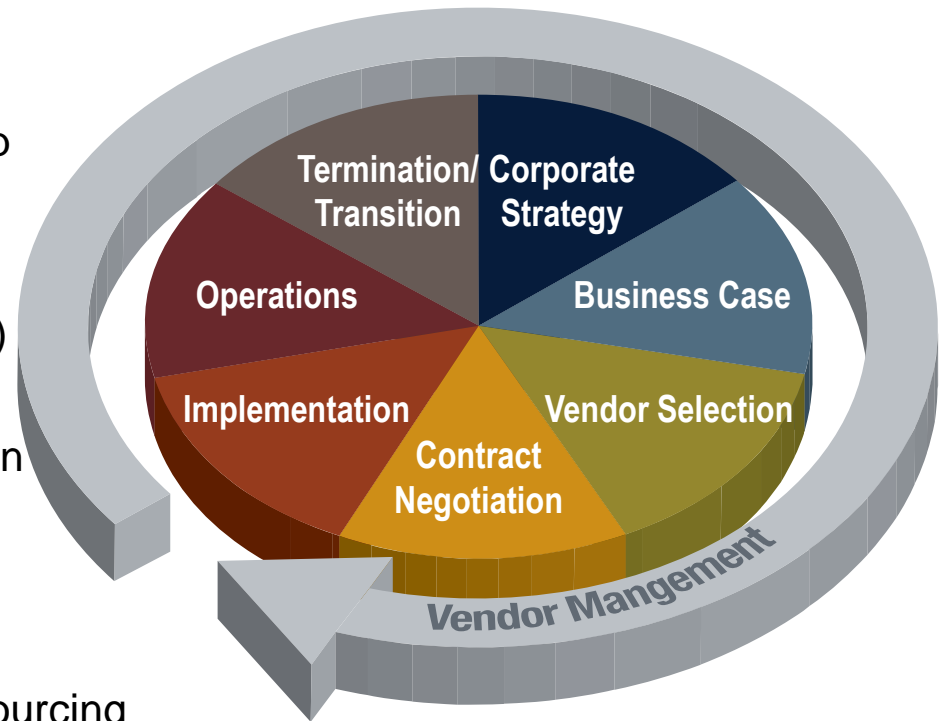 o
Termination/
Transition
Corporate
Strategy
Operations
Business Case
)
Implementation
Vendor Selection
n
Contract
Negotiation
Vendor Mangement
ourcing